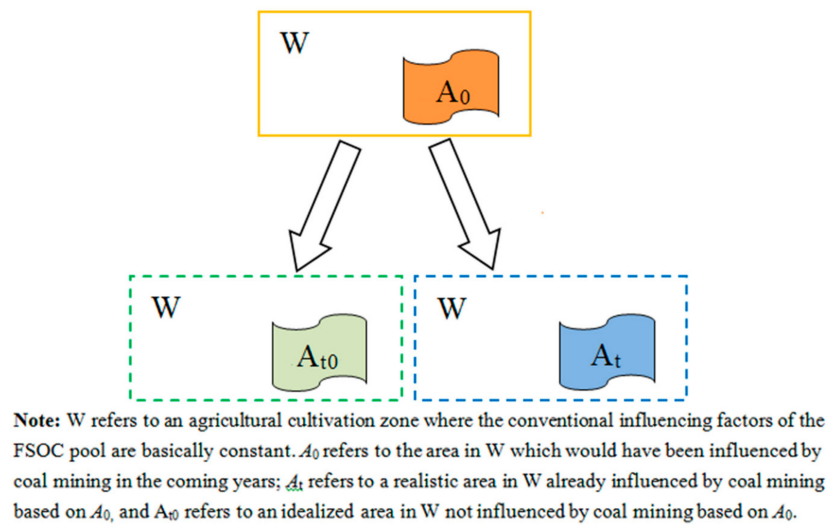 W
A0
W
At0
W
At
Note: W refers to an agricultural cultivation zone where the conventional influencing factors of the
FSOC pool are basically constant. A0 refers to the area in W which would have been influenced by
coal mining in the coming years; At refers to a realistic area in W already influenced by coal mining
based on A0, and At0 refers to an idealized area in W not influenced by coal mining based on A0.